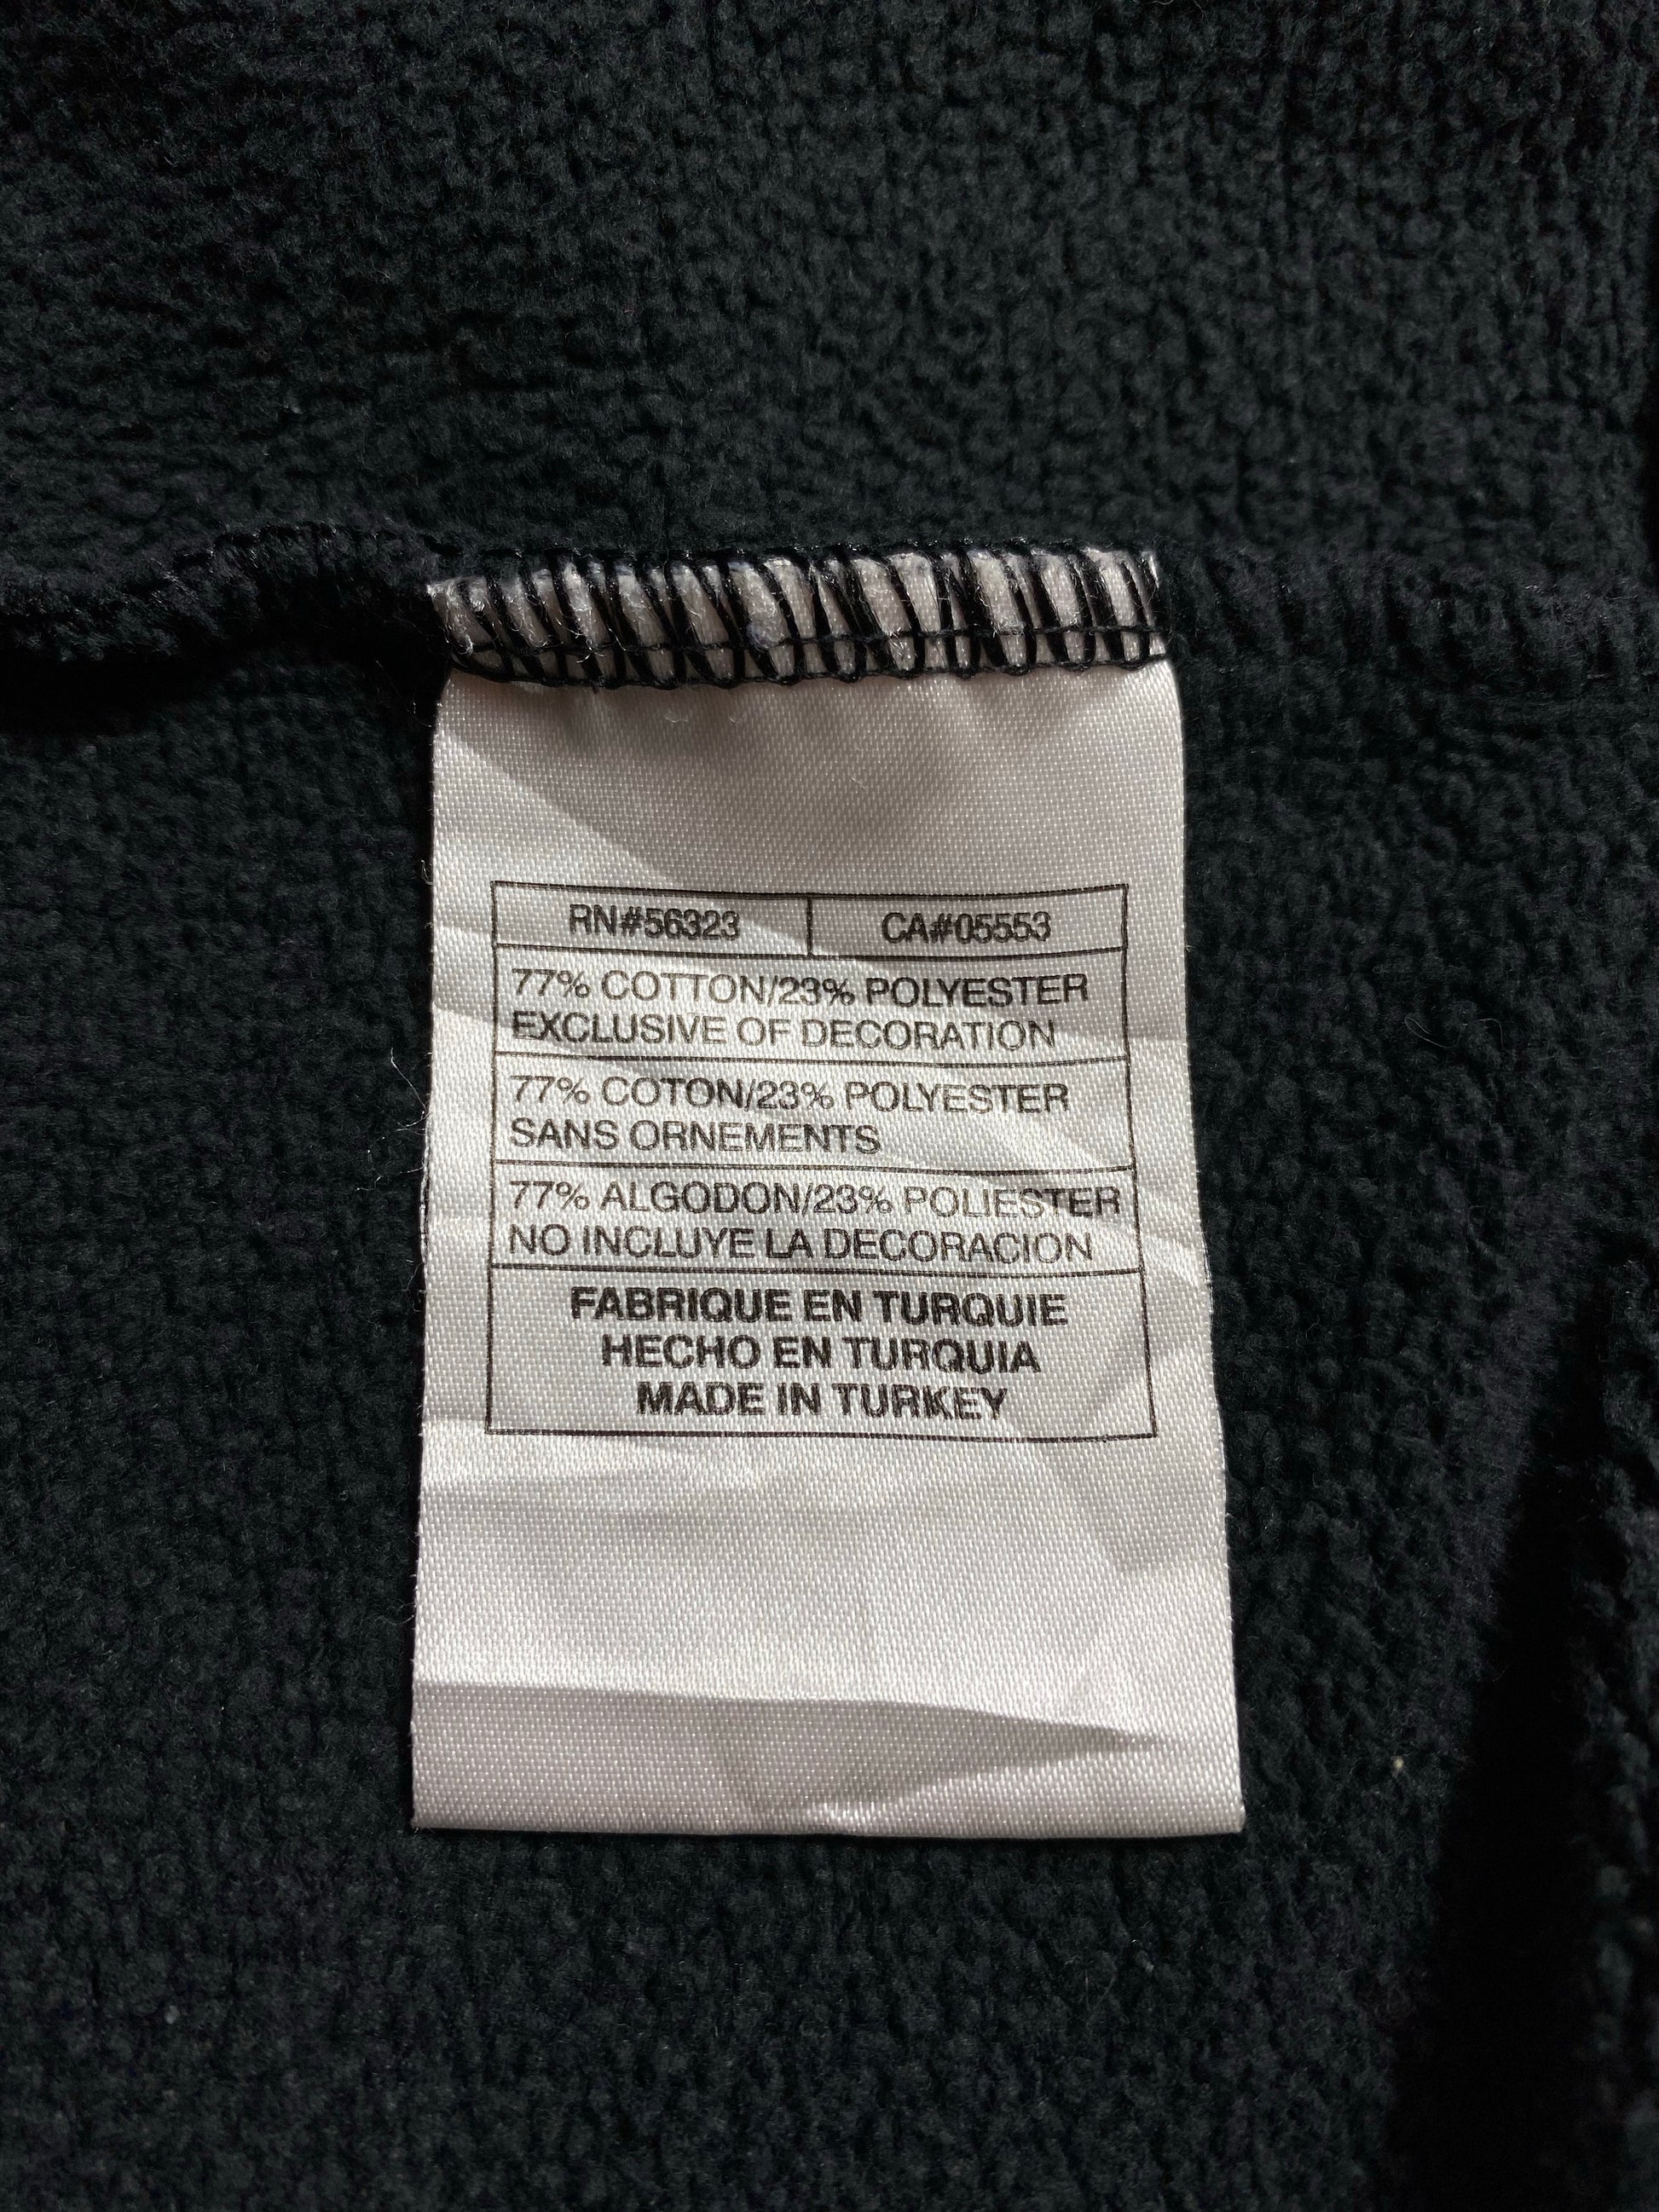 RN#56323 CA#05553
77% COTTON/23% POLYESTER
EXCLUSIVE OF DECORATION
77% COTON/23% POLYESTER
SANS ORNEMENTS
77% ALGODON/23% POLIESTER
NO INCLUYE LA DECORACION
FABRIQUE EN TURQUIE
HECHO EN TURQUIA
MADE IN TURKEY